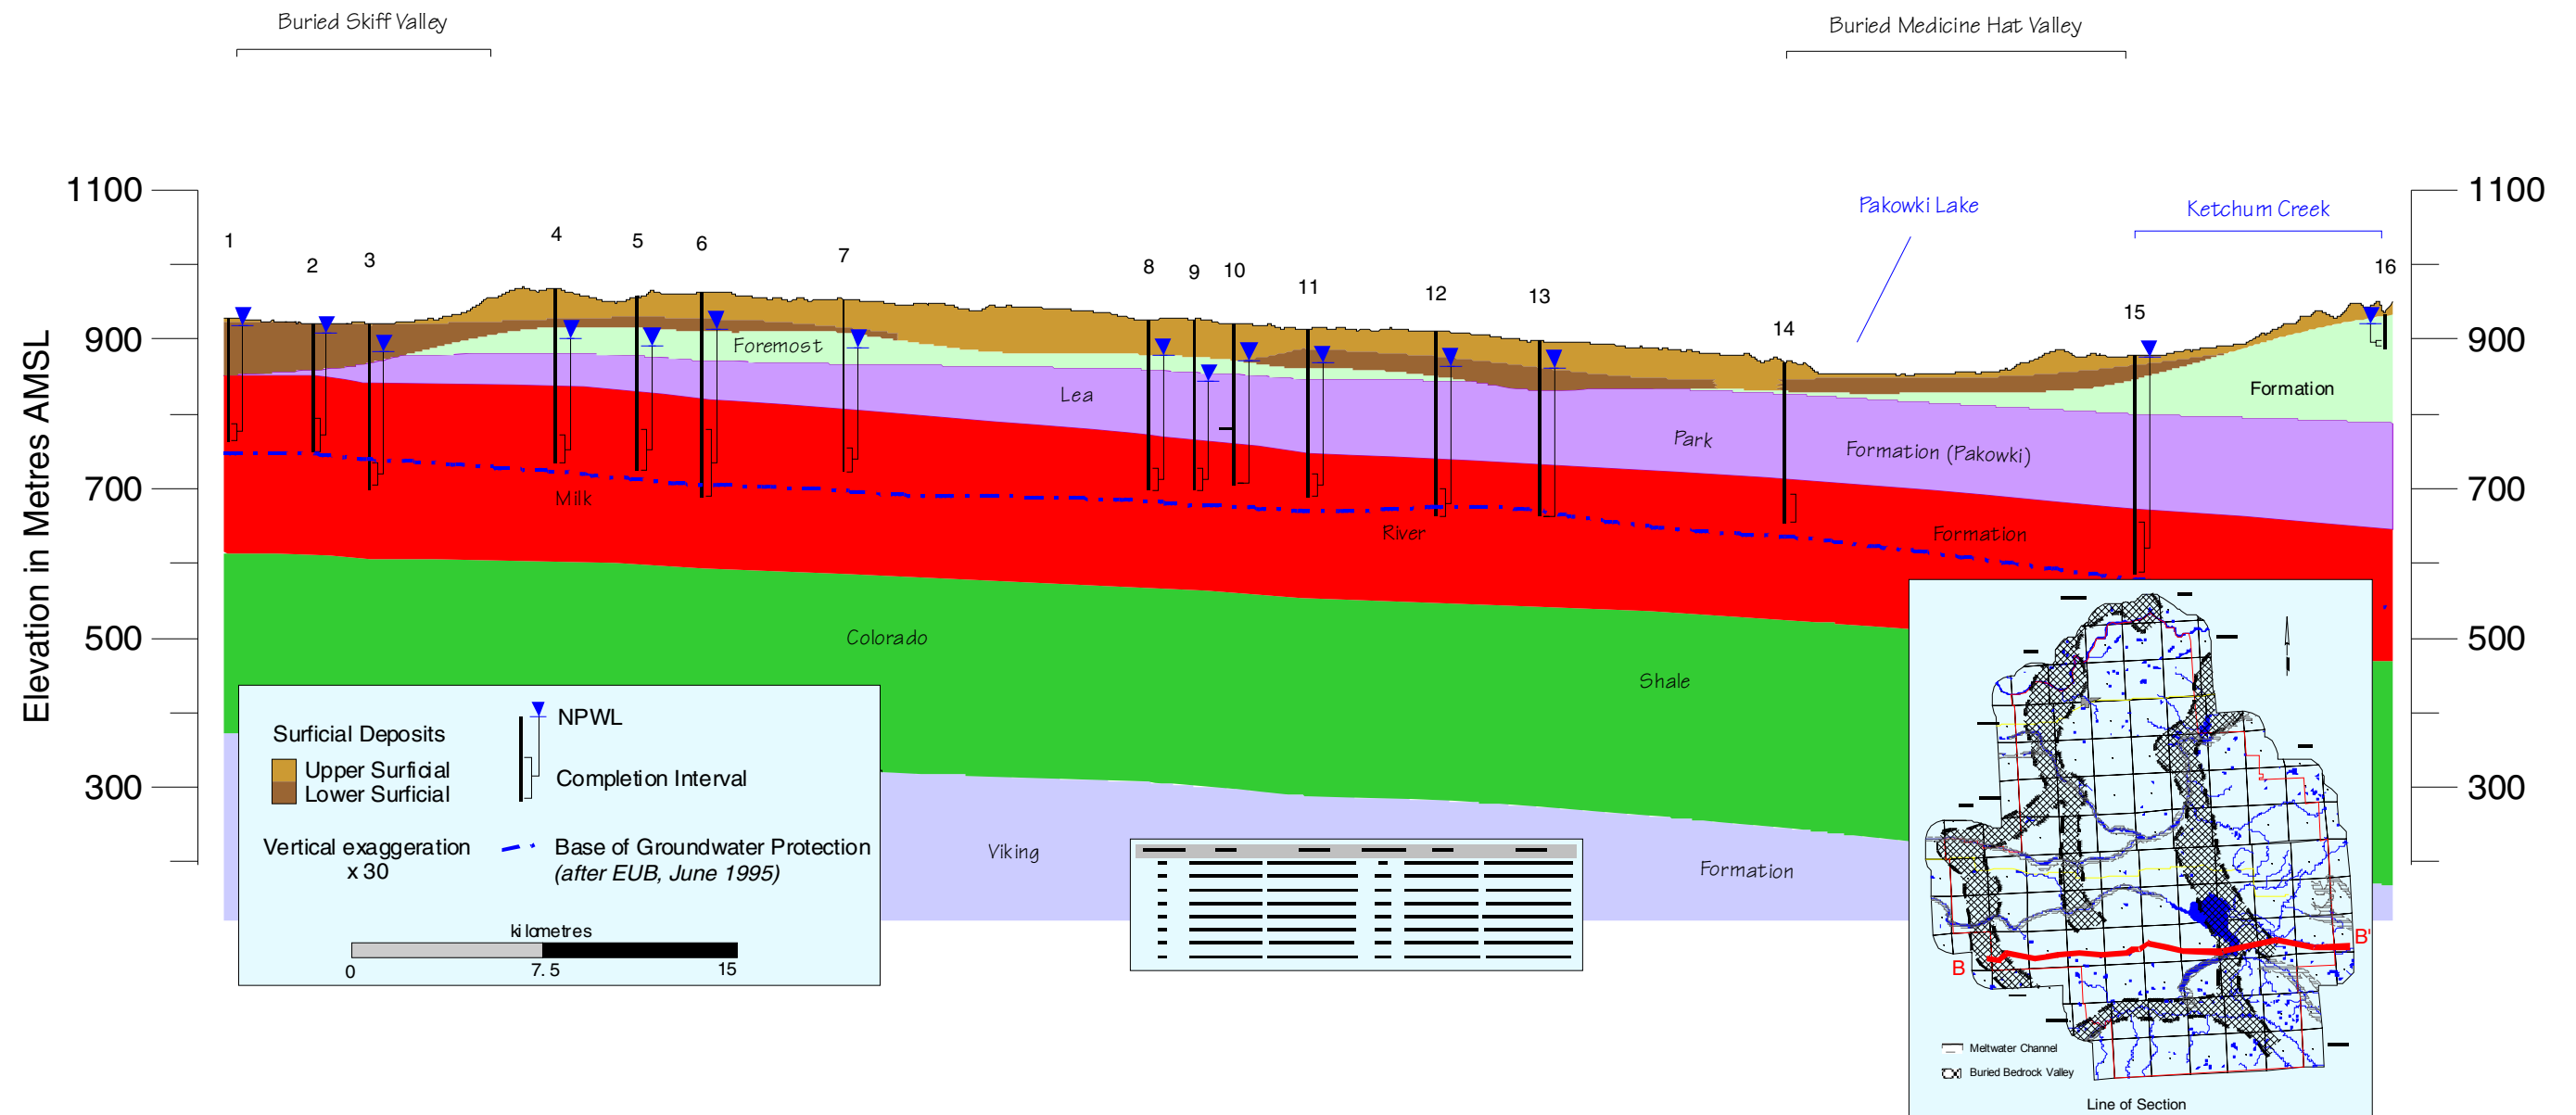 Buried Skiff Valley
Buried Medicine Hat Valley
1100
1100
Pakowki Lake
Ketchum Creek
1
2
3
4
5
6
7
8
9
10
11
12
13
14
15
16
900
900
700
700
500
500
300
300
Elevation in Metres AMSL
Foremost
Formation
Lea
Park
Formation (Pakowki)
Milk
River
Formation
Colorado
Shale
Viking
Formation
Surficial Deposits
Upper Surficial
Lower Surficial
NPWL
Completion Interval
Vertical exaggeration
x 30
Base of Groundwater Protection
(after EUB, June 1995)
kilometres
0
7.5
15
B
B'
Meltwater Channel
Buried Bedrock Valley
Line of Section